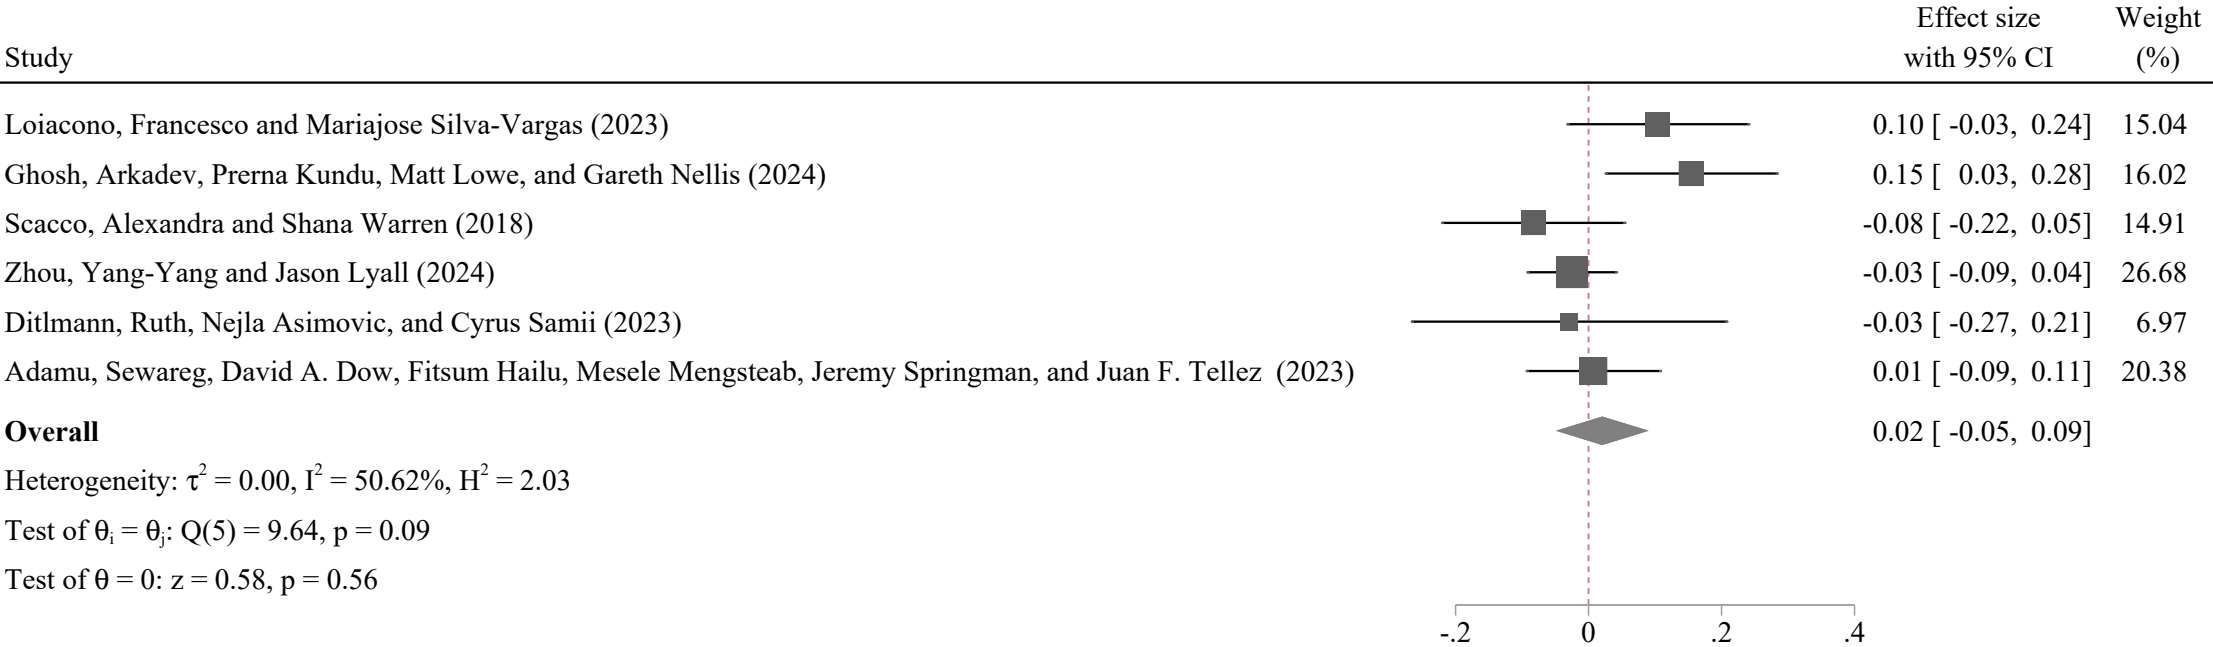 Effect size Weight
Study with 95% CI (%)
Loiacono, Francesco and Mariajose Silva-Vargas (2023) 0.10 [ -0.03, 0.24] 15.04
Ghosh, Arkadev, Prerna Kundu, Matt Lowe, and Gareth Nellis (2024) 0.15 [ 0.03, 0.28] 16.02
Scacco, Alexandra and Shana Warren (2018) -0.08 [ -0.22, 0.05] 14.91
Zhou, Yang-Yang and Jason Lyall (2024) -0.03 [ -0.09, 0.04] 26.68
Ditlmann, Ruth, Nejla Asimovic, and Cyrus Samii (2023) -0.03 [ -0.27, 0.21] 6.97
Adamu, Sewareg, David A. Dow, Fitsum Hailu, Mesele Mengsteab, Jeremy Springman, and Juan F. Tellez (2023) 0.01 [ -0.09, 0.11] 20.38
Overall 0.02 [ -0.05, 0.09]
Heterogeneity: τ² = 0.00, I² = 50.62%, H² = 2.03
Test of θᵢ = θⱼ: Q(5) = 9.64, p = 0.09
Test of θ = 0: z = 0.58, p = 0.56
-.2 0 .2 .4